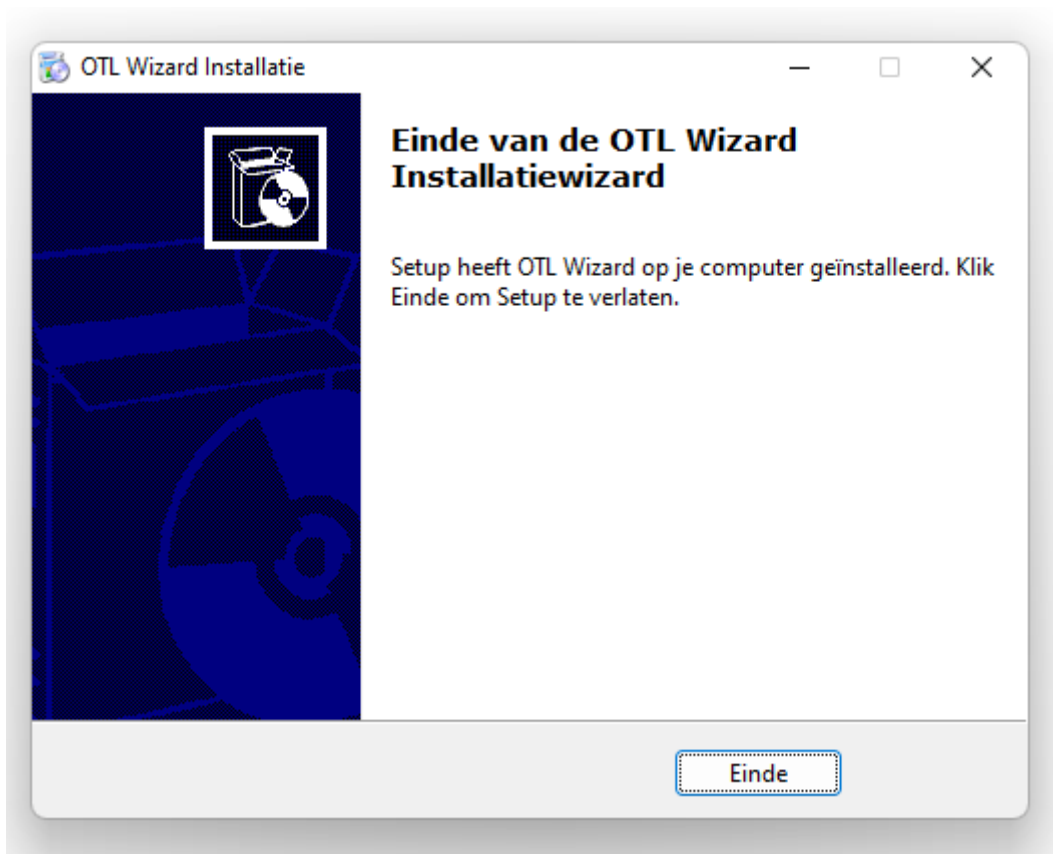 OTL Wizard Installatie
Einde van de OTL Wizard
Installatiewizard
Setup heeft OTL Wizard op je computer geïnstalleerd. Klik
Einde om Setup te verlaten.
Einde